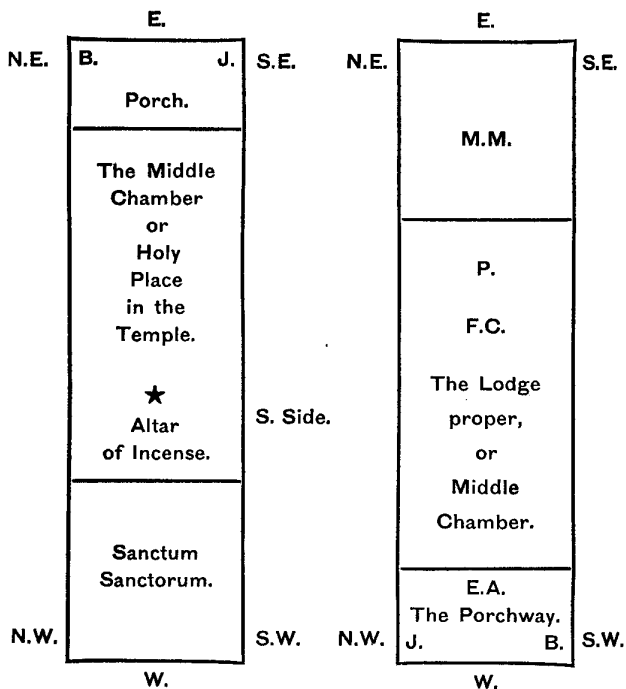 E.
N.E. B. J. S.E.
Porch.
The Middle
Chamber
or
Holy
Place
in the
Temple.
★
Altar
of Incense.
S. Side.
Sanctum
Sanctorum.
N.W. S.W.
W.
E.
N.E. S.E.
M.M.
P.
F.C.
The Lodge
proper,
or
Middle
Chamber.
E.A.
The Porchway.
N.W. J. B. S.W.
W.